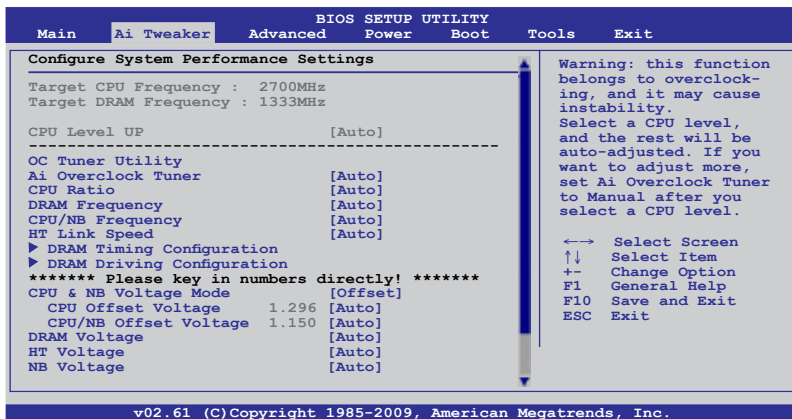 BIOS SETUP UTILITY
Main Ai Tweaker Advanced Power Boot Tools Exit
Configure System Performance Settings
Target CPU Frequency : 2700MHz
Target DRAM Frequency : 1333MHz
CPU Level UP [Auto]
--------------------------------------------------
OC Tuner Utility
Ai Overclock Tuner [Auto]
CPU Ratio [Auto]
DRAM Frequency [Auto]
CPU/NB Frequency [Auto]
HT Link Speed [Auto]
▶ DRAM Timing Configuration
▶ DRAM Driving Configuration
******* Please key in numbers directly! *******
CPU & NB Voltage Mode [Offset]
CPU Offset Voltage 1.296 [Auto]
CPU/NB Offset Voltage 1.150 [Auto]
DRAM Voltage [Auto]
HT Voltage [Auto]
NB Voltage [Auto]
Warning: this function
belongs to overclock-
ing, and it may cause
instability.
Select a CPU level,
and the rest will be
auto-adjusted. If you
want to adjust more,
set Ai Overclock Tuner
to Manual after you
select a CPU level.
←→ Select Screen
↑↓ Select Item
+- Change Option
F1 General Help
F10 Save and Exit
ESC Exit
v02.61 (C)Copyright 1985-2009, American Megatrends, Inc.